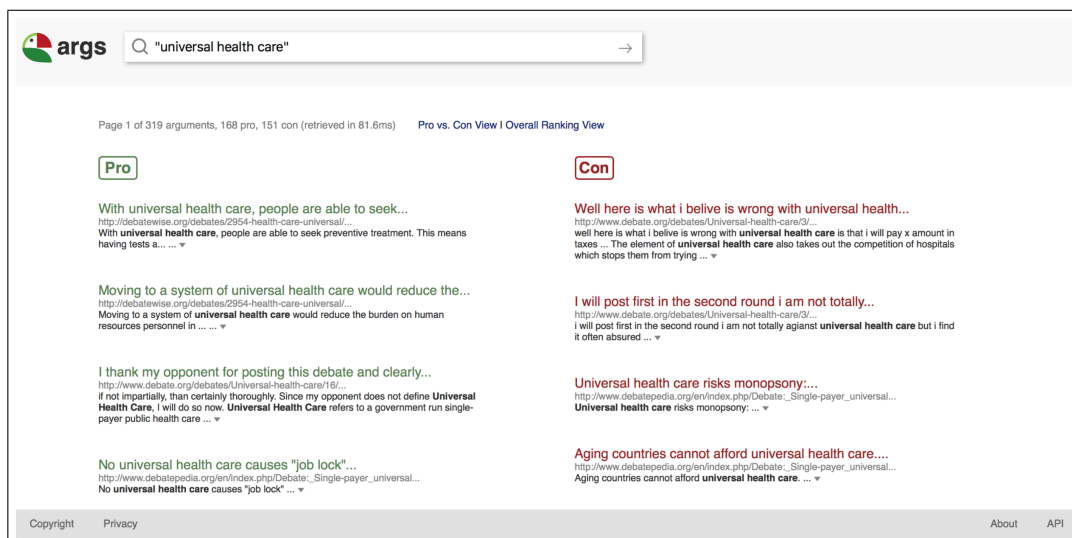 args
"universal health care"
Page 1 of 319 arguments, 168 pro, 151 con (retrieved in 81.6ms) Pro vs. Con View I Overall Ranking View
Pro
With universal health care, people are able to seek...
http://debatewise.org/debates/2954-health-care-universal/...
With universal health care, people are able to seek preventive treatment. This means
having tests a... ...
Moving to a system of universal health care would reduce the...
http://debatewise.org/debates/2954-health-care-universal/...
Moving to a system of universal health care would reduce the burden on human
resources personnel in ... ...
I thank my opponent for posting this debate and clearly...
http://www.debate.org/debates/Universal-health-care/16/...
if not impartially, than certainly thoroughly. Since my opponent does not define Universal
Health Care, I will do so now. Universal Health Care refers to a government run single-
payer public health care ...
No universal health care causes "job lock"...
http://www.debatepedia.org/en/index.php/Debate:_Single-payer_universal...
No universal health care causes "job lock" ...
Con
Well here is what i belive is wrong with universal health...
http://www.debate.org/debates/Universal-health-care/3/...
well here is what i belive is wrong with universal health care is that i will pay x amount in
taxes ... The element of universal health care also takes out the competition of hospitals
which stops them from trying ...
I will post first in the second round i am not totally...
http://www.debate.org/debates/Universal-health-care/3/...
i will post first in the second round i am not totally agianst universal health care but i find
it often absured ...
Universal health care risks monopsony:...
http://www.debatepedia.org/en/index.php/Debate:_Single-payer_universal...
Universal health care risks monopsony: ...
Aging countries cannot afford universal health care....
http://www.debatepedia.org/en/index.php/Debate:_Single-payer_universal...
Aging countries cannot afford universal health care. ...
Copyright Privacy About API